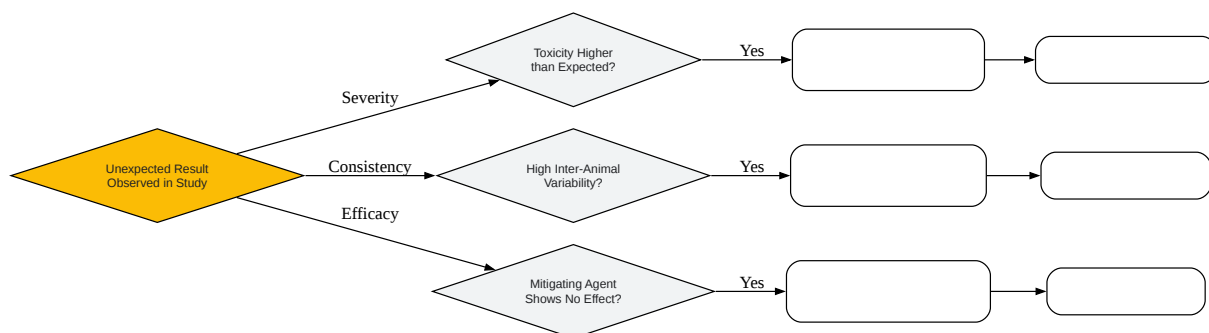 Toxicity Higher
than Expected?
Yes
Severity
Unexpected Result
Observed in Study
Consistency
High Inter-Animal
Variability?
Yes
Efficacy
Mitigating Agent
Shows No Effect?
Yes